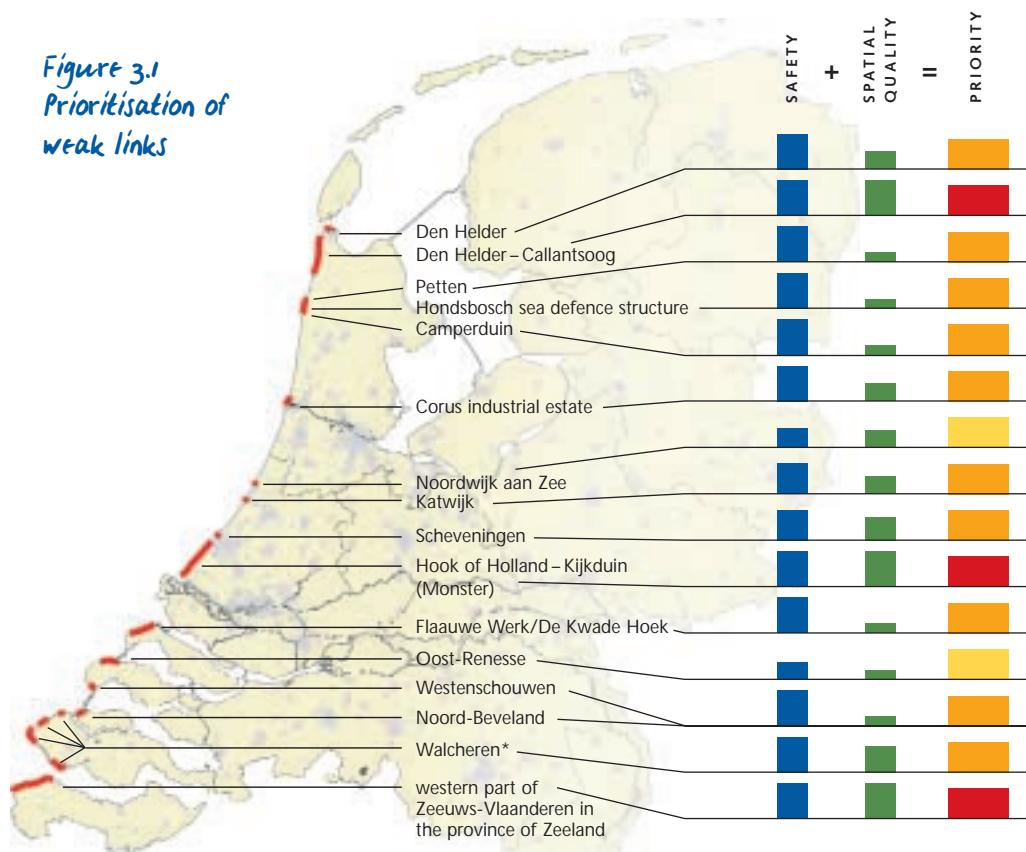 Figure 3.1
Prioritisation of
weak links
SAFETY
+
SPATIAL
QUALITY
=
PRIORITY
Den Helder
Den Helder – Callantsoog
Petten
Hondsbosch sea defence structure
Camperduin
Corus industrial estate
Noordwijk aan Zee
Katwijk
Scheveningen
Hook of Holland – Kijkduin
(Monster)
Flaauwe Werk/De Kwade Hoek
Oost-Renesse
Westenschouwen
Noord-Beveland
Walcheren*
western part of
Zeeuws-Vlaanderen in
the province of Zeeland